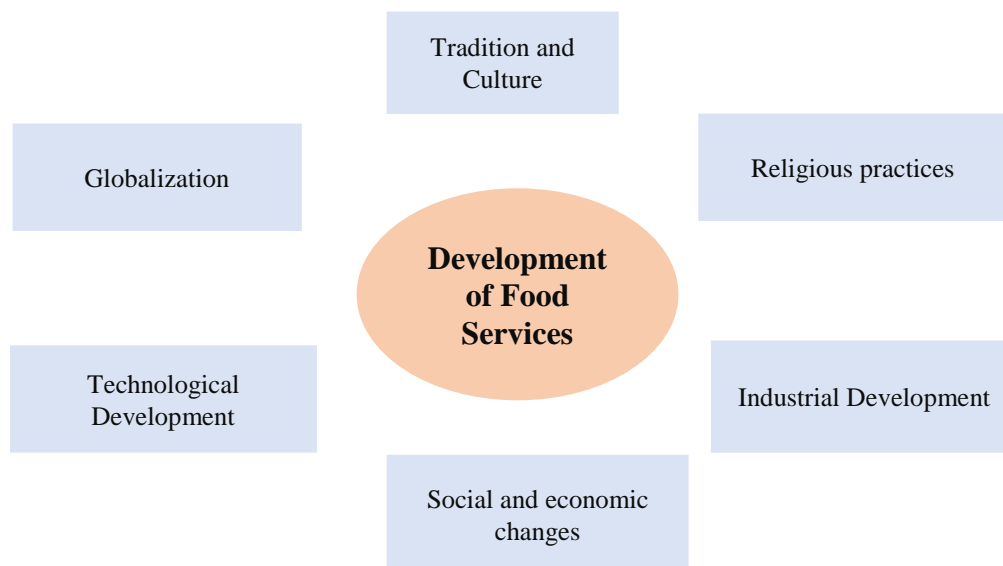 Tradition and
Culture
Globalization
Religious practices
Development
of Food
Services
Technological
Development
Industrial Development
Social and economic
changes